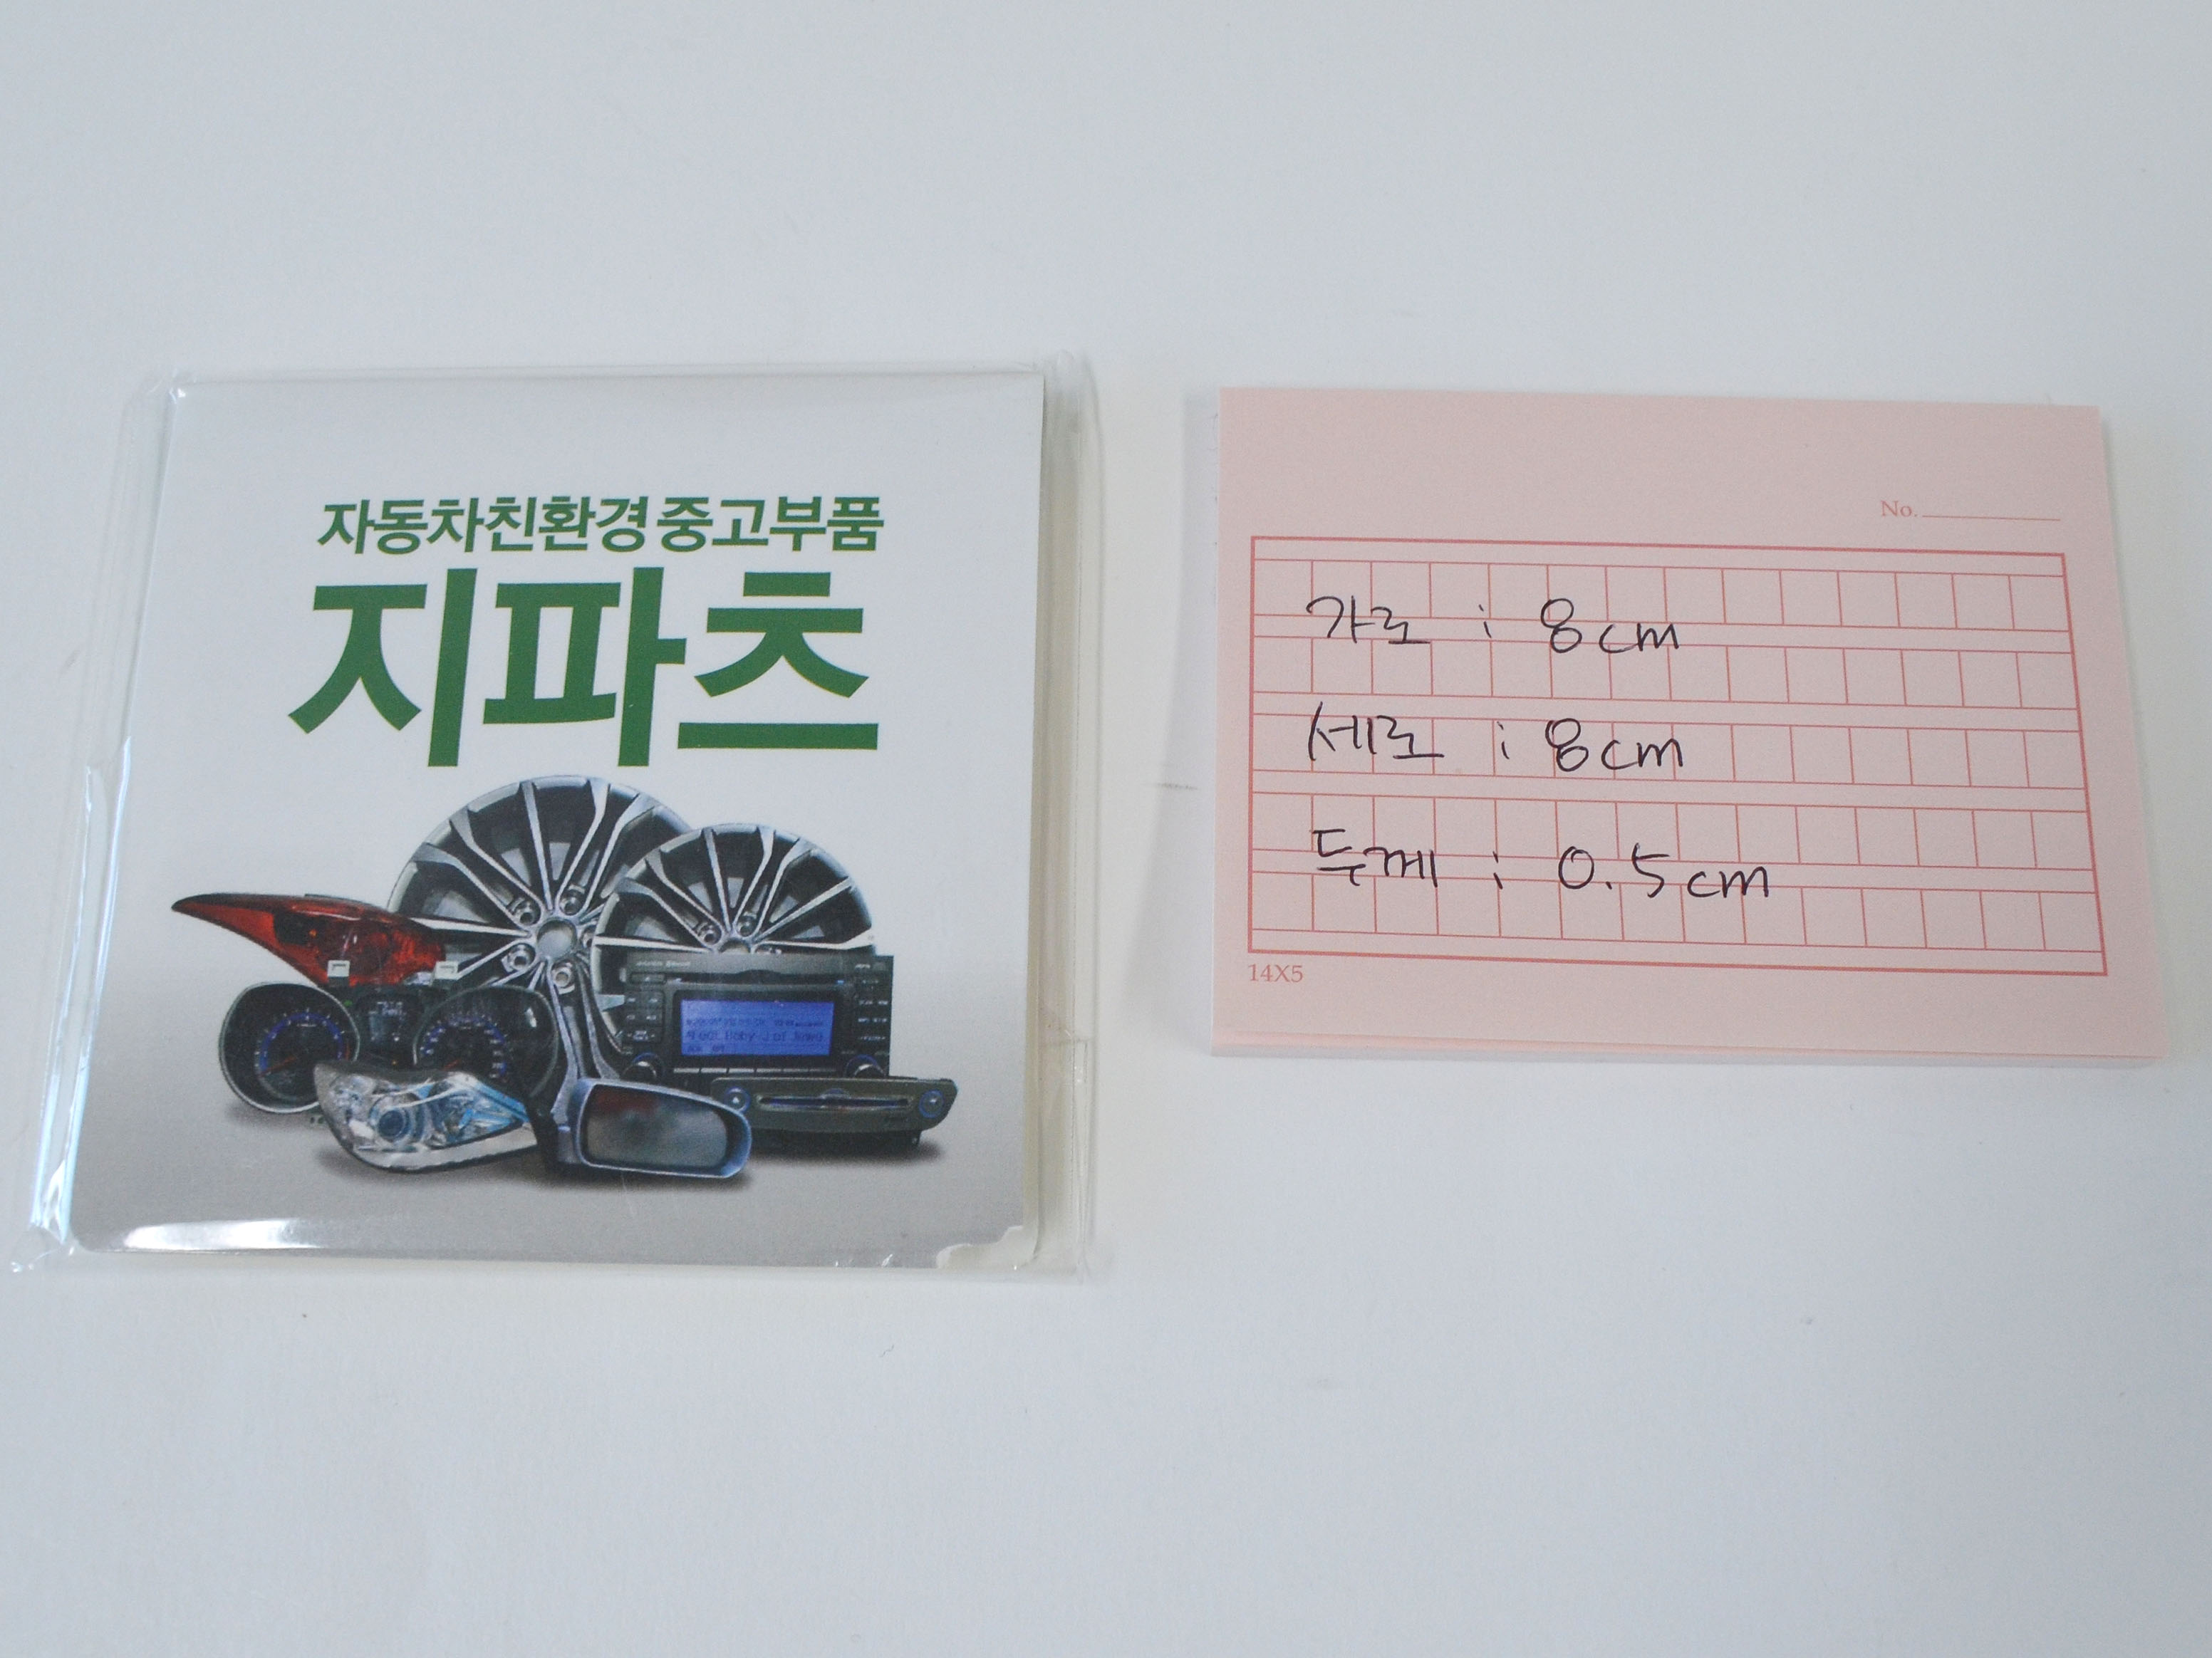 자동차친환경 중고부품
지파츠
No.
가로 : 8cm
세로 : 8cm
두께 : 0.5cm
14X5